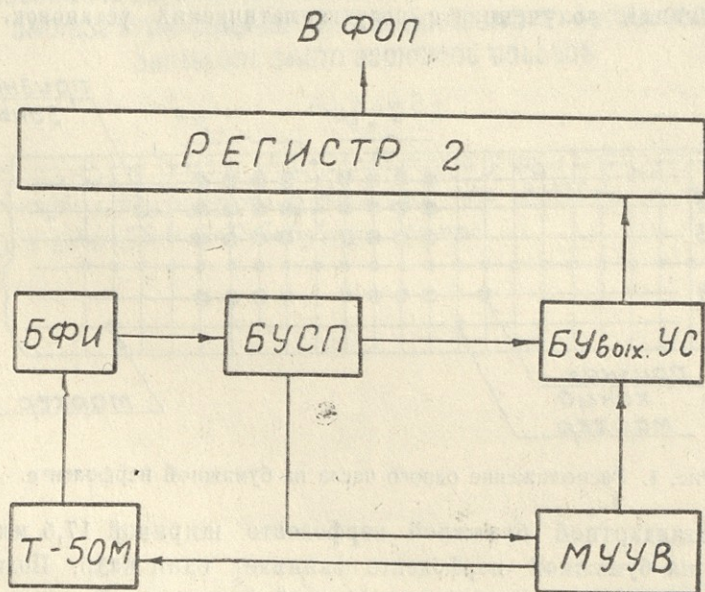 В ФОП
РЕГИСТР 2
БФИ
БУСП
БУвых. УС
Т-50М
МУУВ